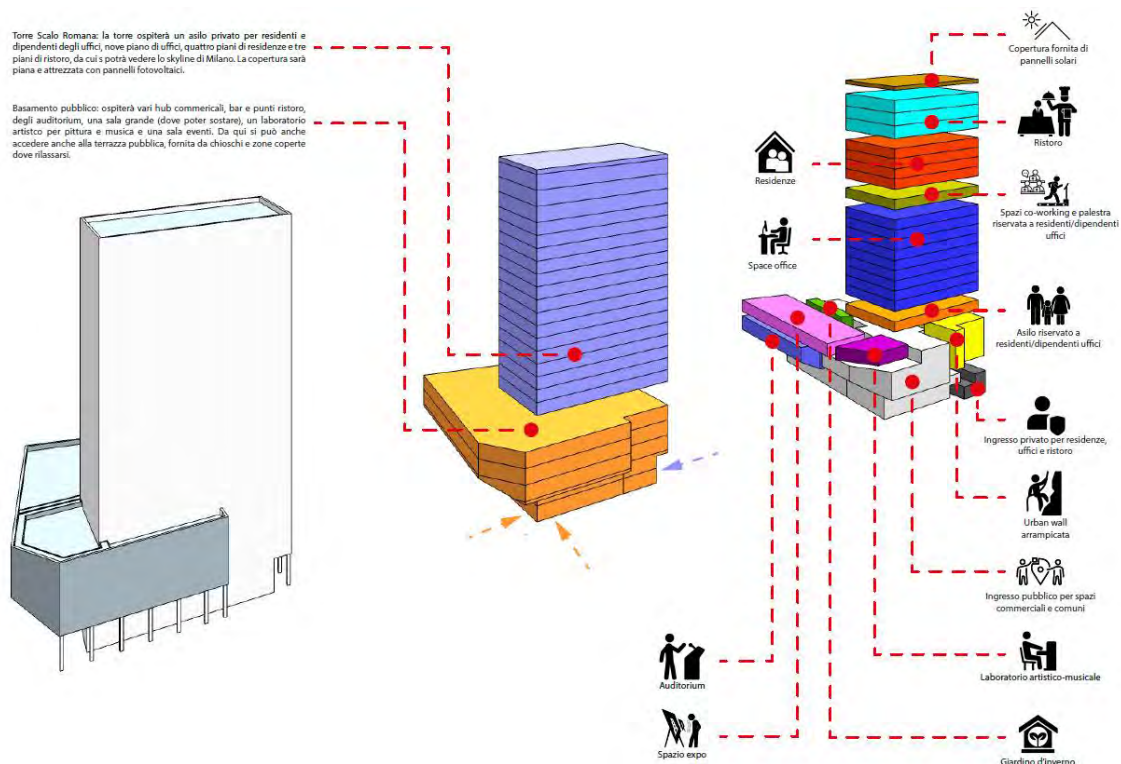 Torre Scalo Romana: la torre ospiterà un asilo privato per residenti e
dipendenti degli uffici, nove piano di uffici, quattro piani di residenze e tre
piani di ristoro, da cui s potrà vedere lo skyline di Milano. La copertura sarà
piana e attrezzata con pannelli fotovoltaici.
Basamento pubblico: ospiterà vari hub commericali, bar e punti ristoro,
degli auditorium, una sala grande (dove poter sostare), un laboratorio
artistco per pittura e musica e una sala eventi. Da qui si può anche
accedere anche alla terrazza pubblica, fornita da chioschi e zone coperte
dove rilassarsi.
Copertura fornita di
pannelli solari
Ristoro
Residenze
Spazi co-working e palestra
riservata a residenti/dipendenti
uffici
Space office
Asilo riservato a
residenti/dipendenti uffici
Ingresso privato per residenze,
uffici e ristoro
Urban wall
arrampicata
Ingresso pubblico per spazi
commerciali e comuni
Auditorium
Laboratorio artistico-musicale
Spazio expo
Giardino d'inverno